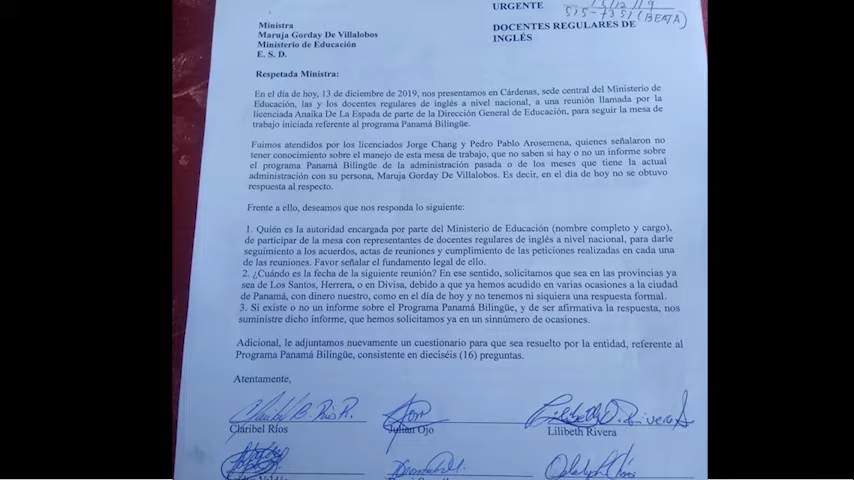 URGENTE
515-7351 (BEATA)
Ministra
Maruja Gorday De Villalobos
Ministerio de Educación
E. S. D.
DOCENTES REGULARES DE
INGLÉS
Respetada Ministra:
En el día de hoy, 13 de diciembre de 2019, nos presentamos en Cárdenas, sede central del Ministerio de
Educación, las y los docentes regulares de inglés a nivel nacional, a una reunión llamada por la
licenciada Anaika De La Espada de parte de la Dirección General de Educación, para seguir la mesa de
trabajo iniciada referente al programa Panamá Bilingüe.
Fuimos atendidos por los licenciados Jorge Chang y Pedro Pablo Arosemena, quienes señalaron no
tener conocimiento sobre el manejo de esta mesa de trabajo, que no saben si hay o no un informe sobre
el programa Panamá Bilingüe de la administración pasada o de los meses que tiene la actual
administración con su persona, Maruja Gorday De Villalobos. Es decir, en el día de hoy no se obtuvo
respuesta al respecto.
Frente a ello, deseamos que nos responda lo siguiente:
1. Quién es la autoridad encargada por parte del Ministerio de Educación (nombre completo y cargo),
de participar de la mesa con representantes de docentes regulares de inglés a nivel nacional, para darle
seguimiento a los acuerdos, actas de reuniones y cumplimiento de las peticiones realizadas en cada una
de las reuniones. Favor señalar el fundamento legal de ello.
2. ¿Cuándo es la fecha de la siguiente reunión? En ese sentido, solicitamos que sea en las provincias ya
sea de Los Santos, Herrera, o en Divisa, debido a que ya hemos acudido en varias ocasiones a la ciudad
de Panamá, con dinero nuestro, como en el día de hoy y no tenemos ni siquiera una respuesta formal.
3. Si existe o no un informe sobre el Programa Panamá Bilingüe, y de ser afirmativa la respuesta, nos
suministre dicho informe, que hemos solicitamos ya en un sinnúmero de ocasiones.
Adicional, le adjuntamos nuevamente un cuestionario para que sea resuelto por la entidad, referente al
Programa Panamá Bilingüe, consistente en dieciséis (16) preguntas.
Atentamente,
Claribel Ríos
Julián Ojo
Lilibeth Rivera